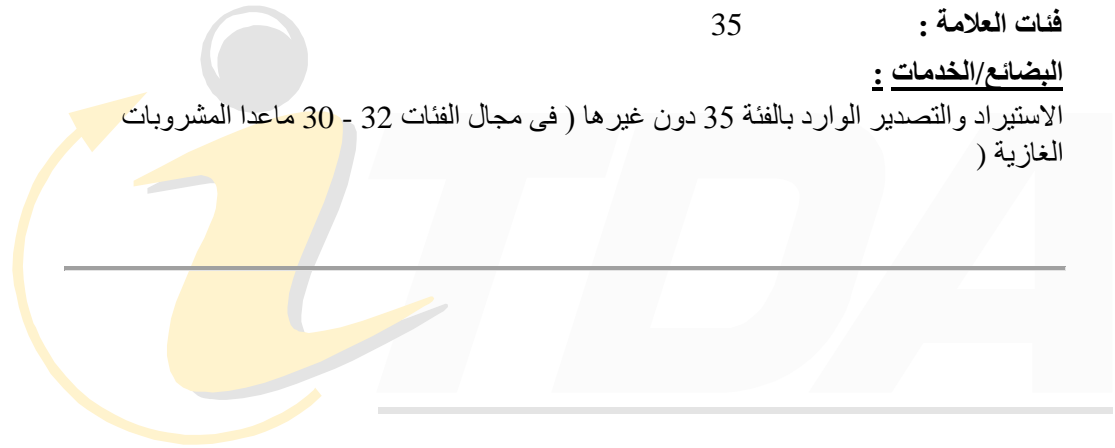 فئات العلامة : 35
البضائع/الخدمات :
الاستيراد والتصدير الوارد بالفئة 35 دون غيرها ( فى مجال الفئات 32 - 30 ماعدا المشروبات
الغازية (
iTDA